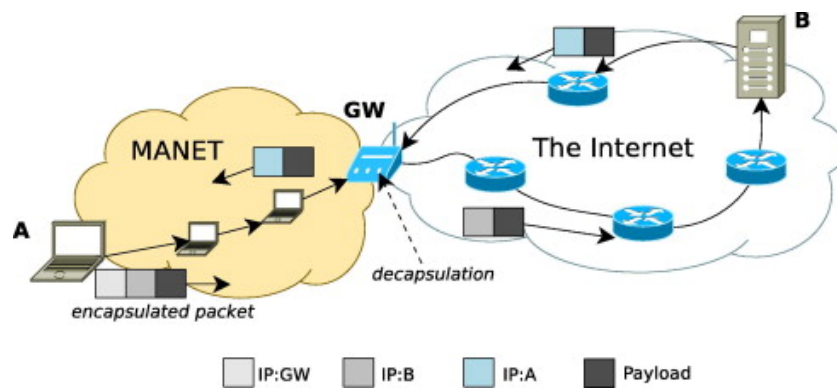 B
GW
MANET
The Internet
A
decapsulation
encapsulated packet
IP:GW
IP:B
IP:A
Payload